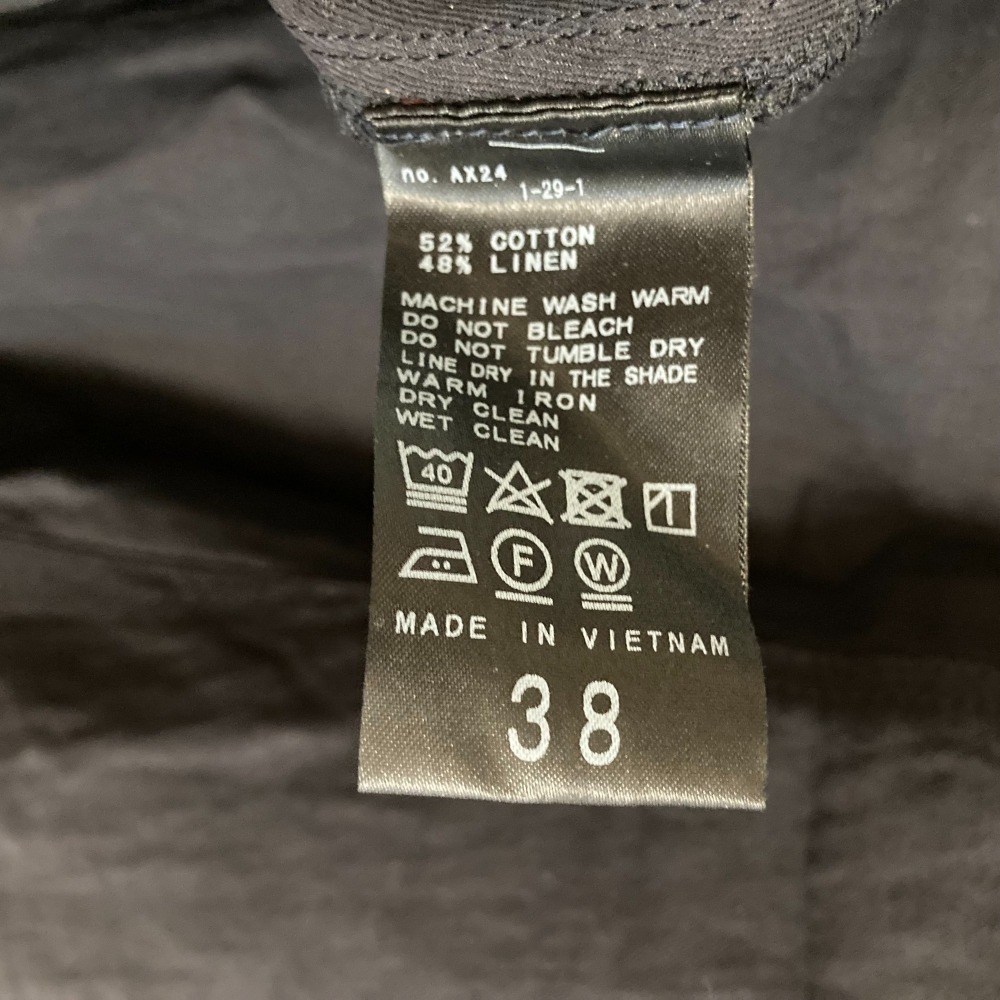 no. AX24
1-29-1
52% COTTON
48% LINEN
MACHINE WASH WARM
DO NOT BLEACH
DO NOT TUMBLE DRY
LINE DRY IN THE SHADE
WARM IRON
DRY CLEAN
WET CLEAN
40
F W
MADE IN VIETNAM
38